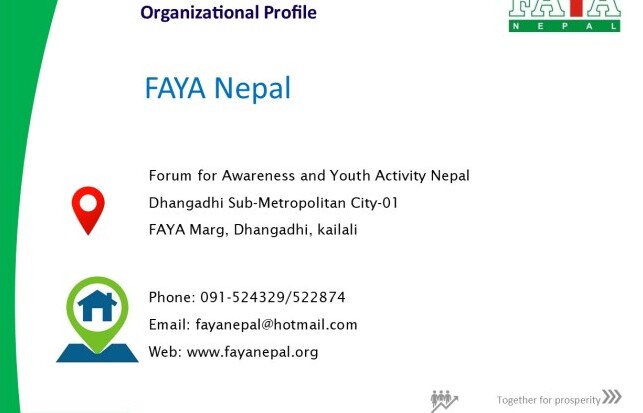 Organizational Profile
FAYA
NEPAL
FAYA Nepal
Forum for Awareness and Youth Activity Nepal
Dhangadhi Sub-Metropolitan City-01
FAYA Marg, Dhangadhi, kailali
Phone: 091-524329/522874
Email: fayanepal@hotmail.com
Web: www.fayanepal.org
Together for prosperity